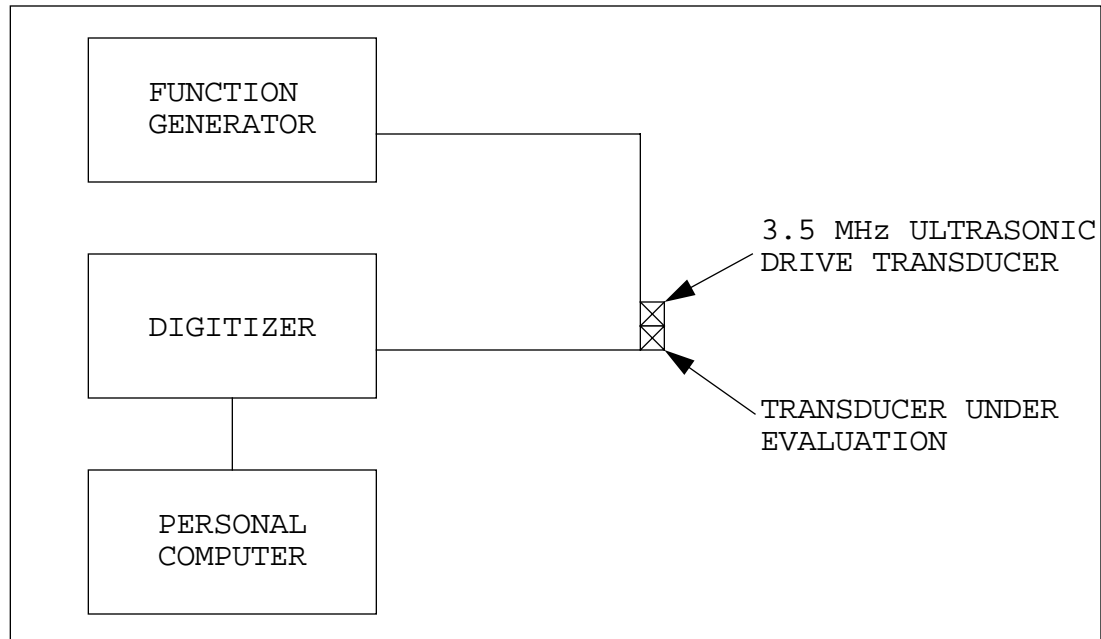 FUNCTION
GENERATOR
3.5 MHz ULTRASONIC
DRIVE TRANSDUCER
DIGITIZER
TRANSDUCER UNDER
EVALUATION
PERSONAL
COMPUTER